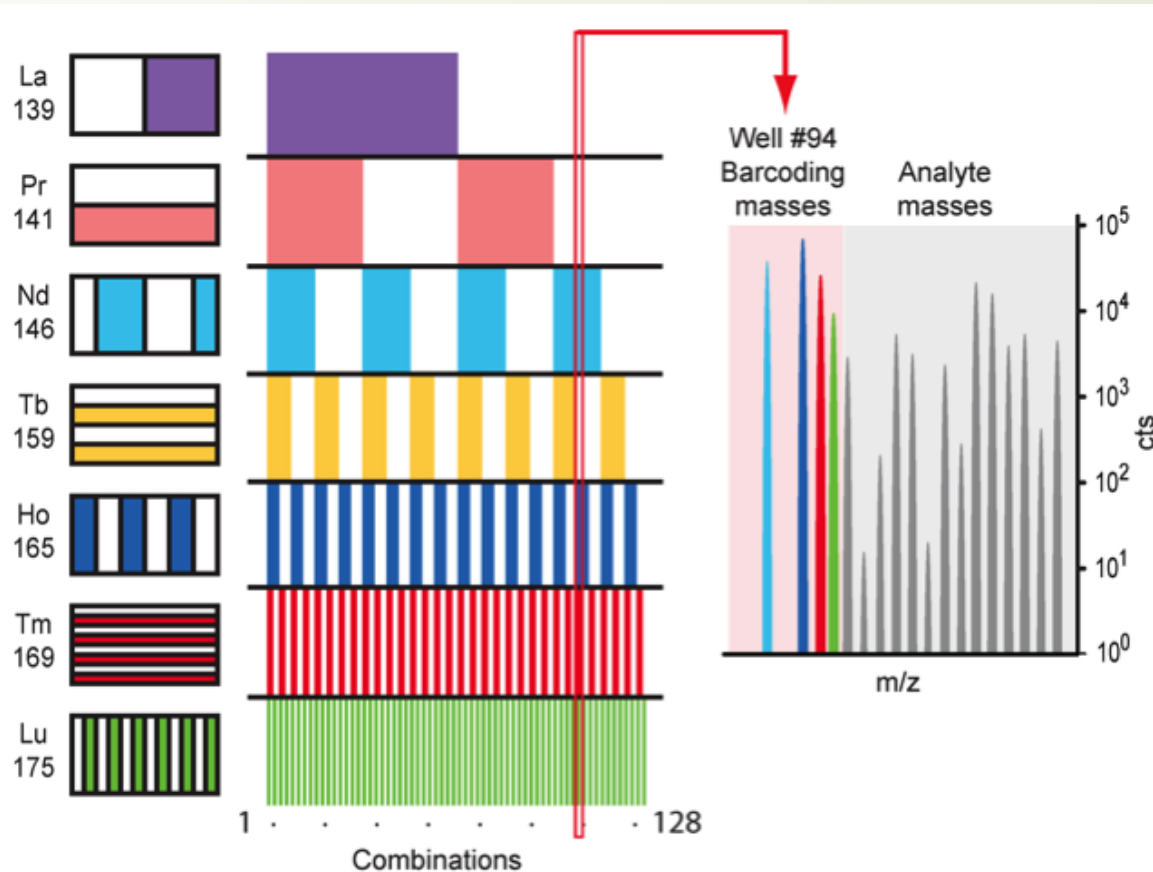 La
139
Pr
141
Nd
146
Tb
159
Ho
165
Tm
169
Lu
175
1
128
Combinations
Well #94
Barcoding
masses
Analyte
masses
10^5
10^4
10^3
10^2
10^1
10^0
cts
m/z